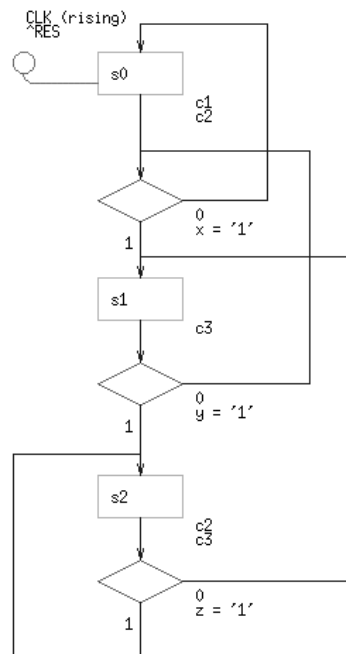 CLK (rising)
^RES
s0
c1
c2
0
x = '1'
1
s1
c3
0
y = '1'
1
s2
c2
c3
0
z = '1'
1